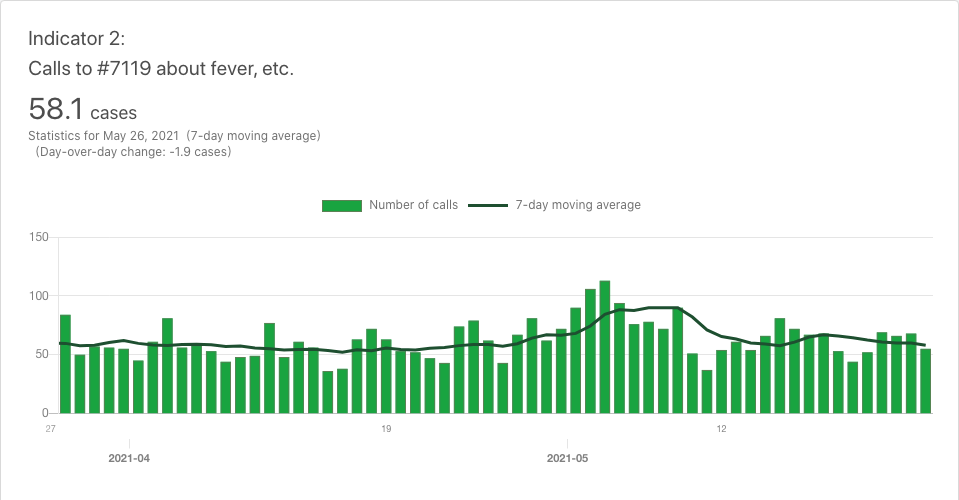 Indicator 2:
Calls to #7119 about fever, etc.
58.1 cases
Statistics for May 26, 2021 (7-day moving average)
(Day-over-day change: -1.9 cases)
Number of calls 7-day moving average
150
100
50
0
27 19 12
2021-04 2021-05